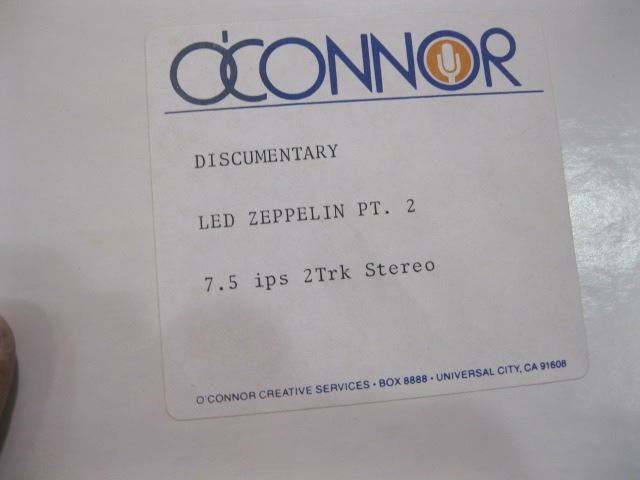 O'CONNOR
DISCUMENTARY
LED ZEPPELIN PT. 2
7.5 ips 2Trk Stereo
O'CONNOR CREATIVE SERVICES • BOX 8888 • UNIVERSAL CITY, CA 91608